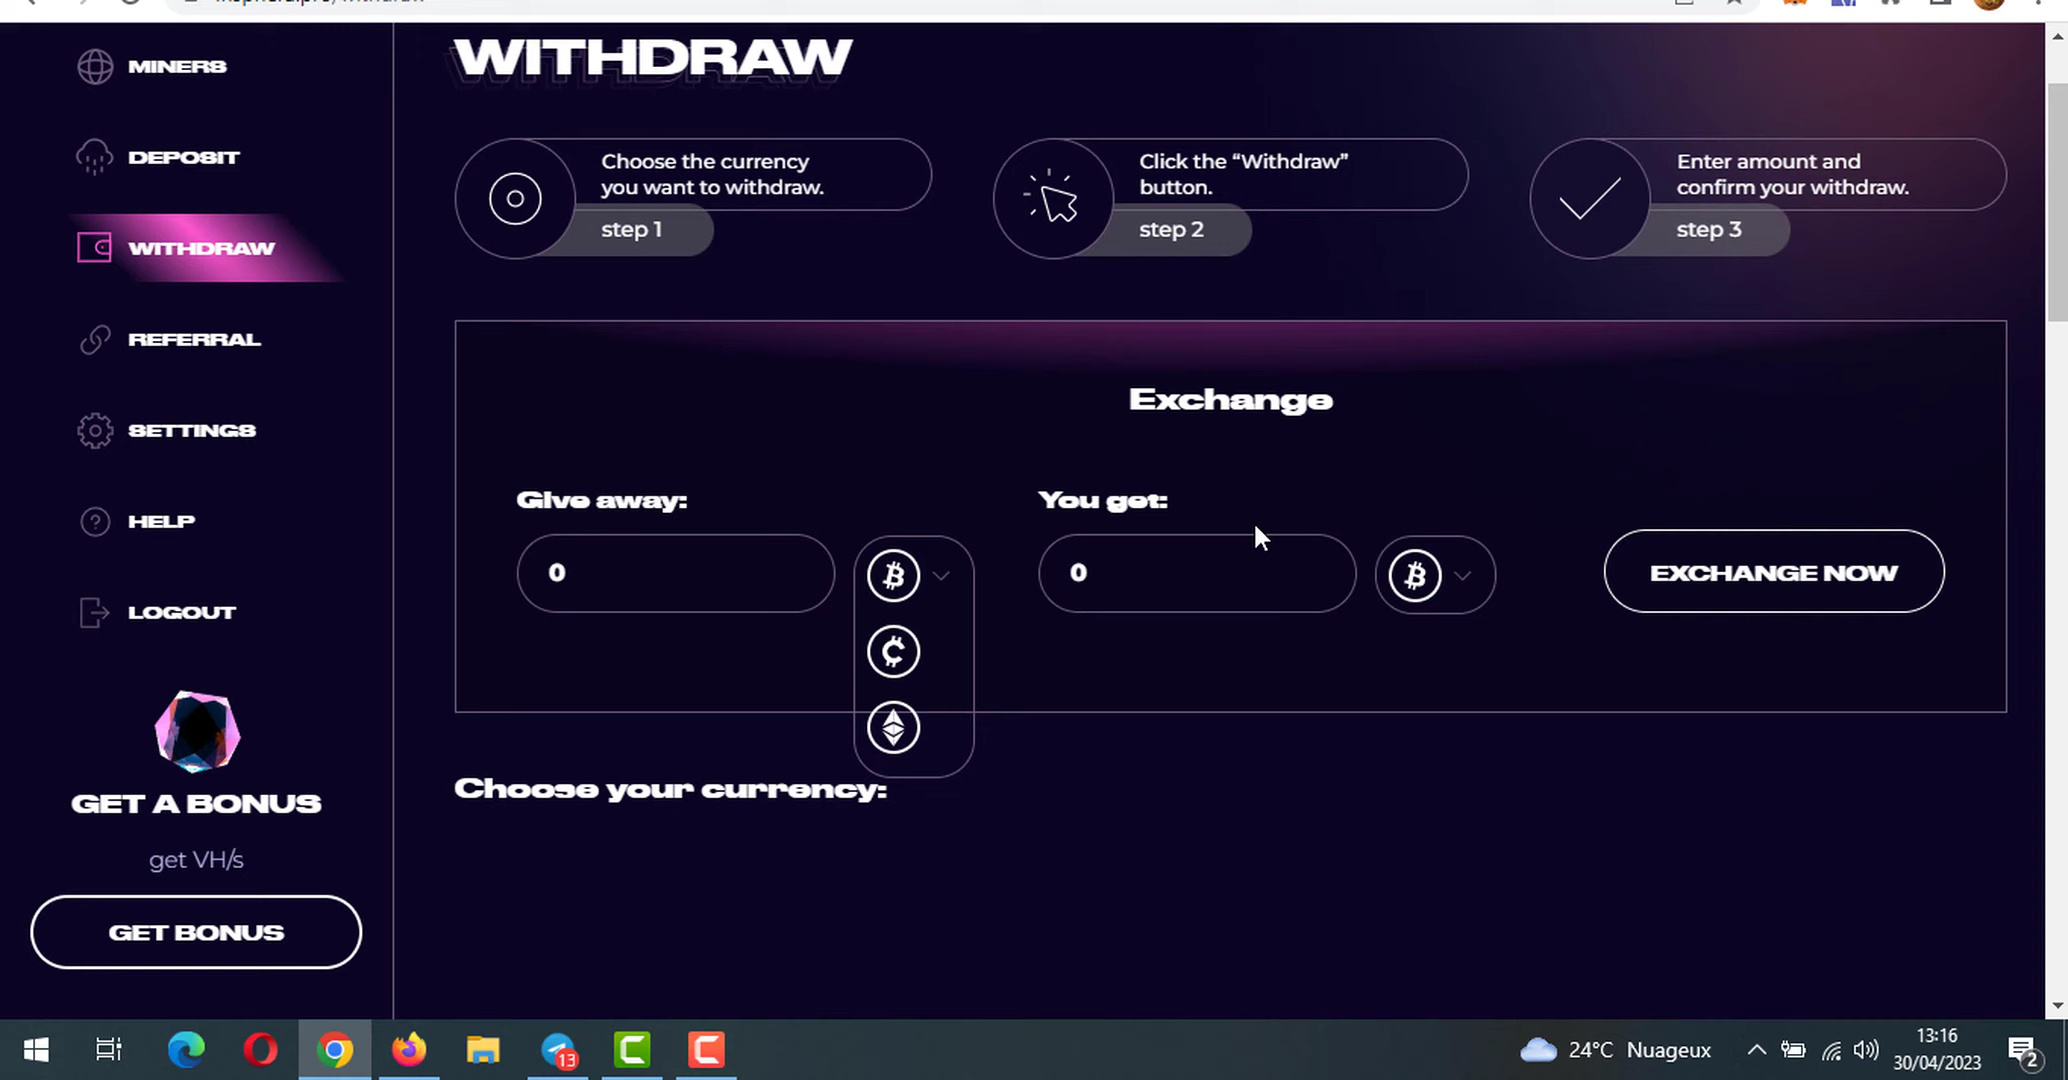 MINERS
DEPOSIT
WITHDRAW
REFERRAL
SETTINGS
HELP
LOGOUT
GET A BONUS
get VH/s
GET BONUS
WITHDRAW
Choose the currency
you want to withdraw.
step 1
Click the “Withdraw”
button.
step 2
Enter amount and
confirm your withdraw.
step 3
Exchange
Give away:
0
You get:
0
EXCHANGE NOW
Choose your currency:
13
24°C Nuageux
13:16
30/04/2023
2